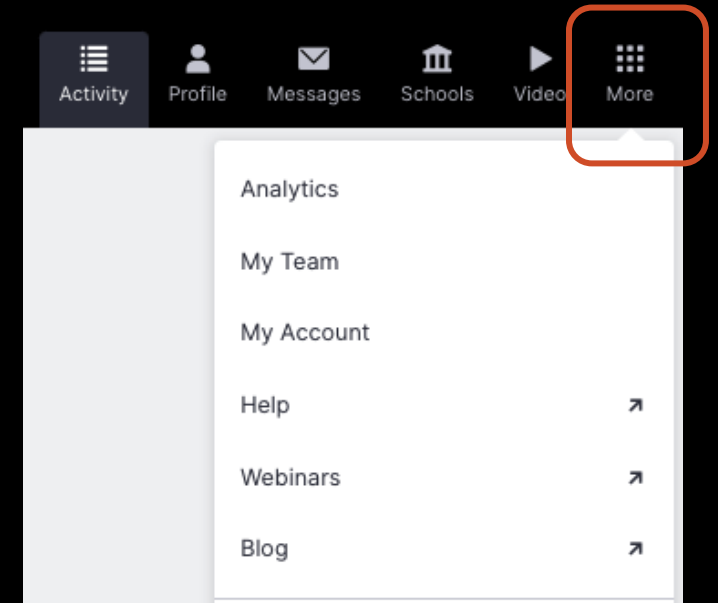 Activity Profile Messages Schools Video More
Analytics
My Team
My Account
Help
Webinars
Blog